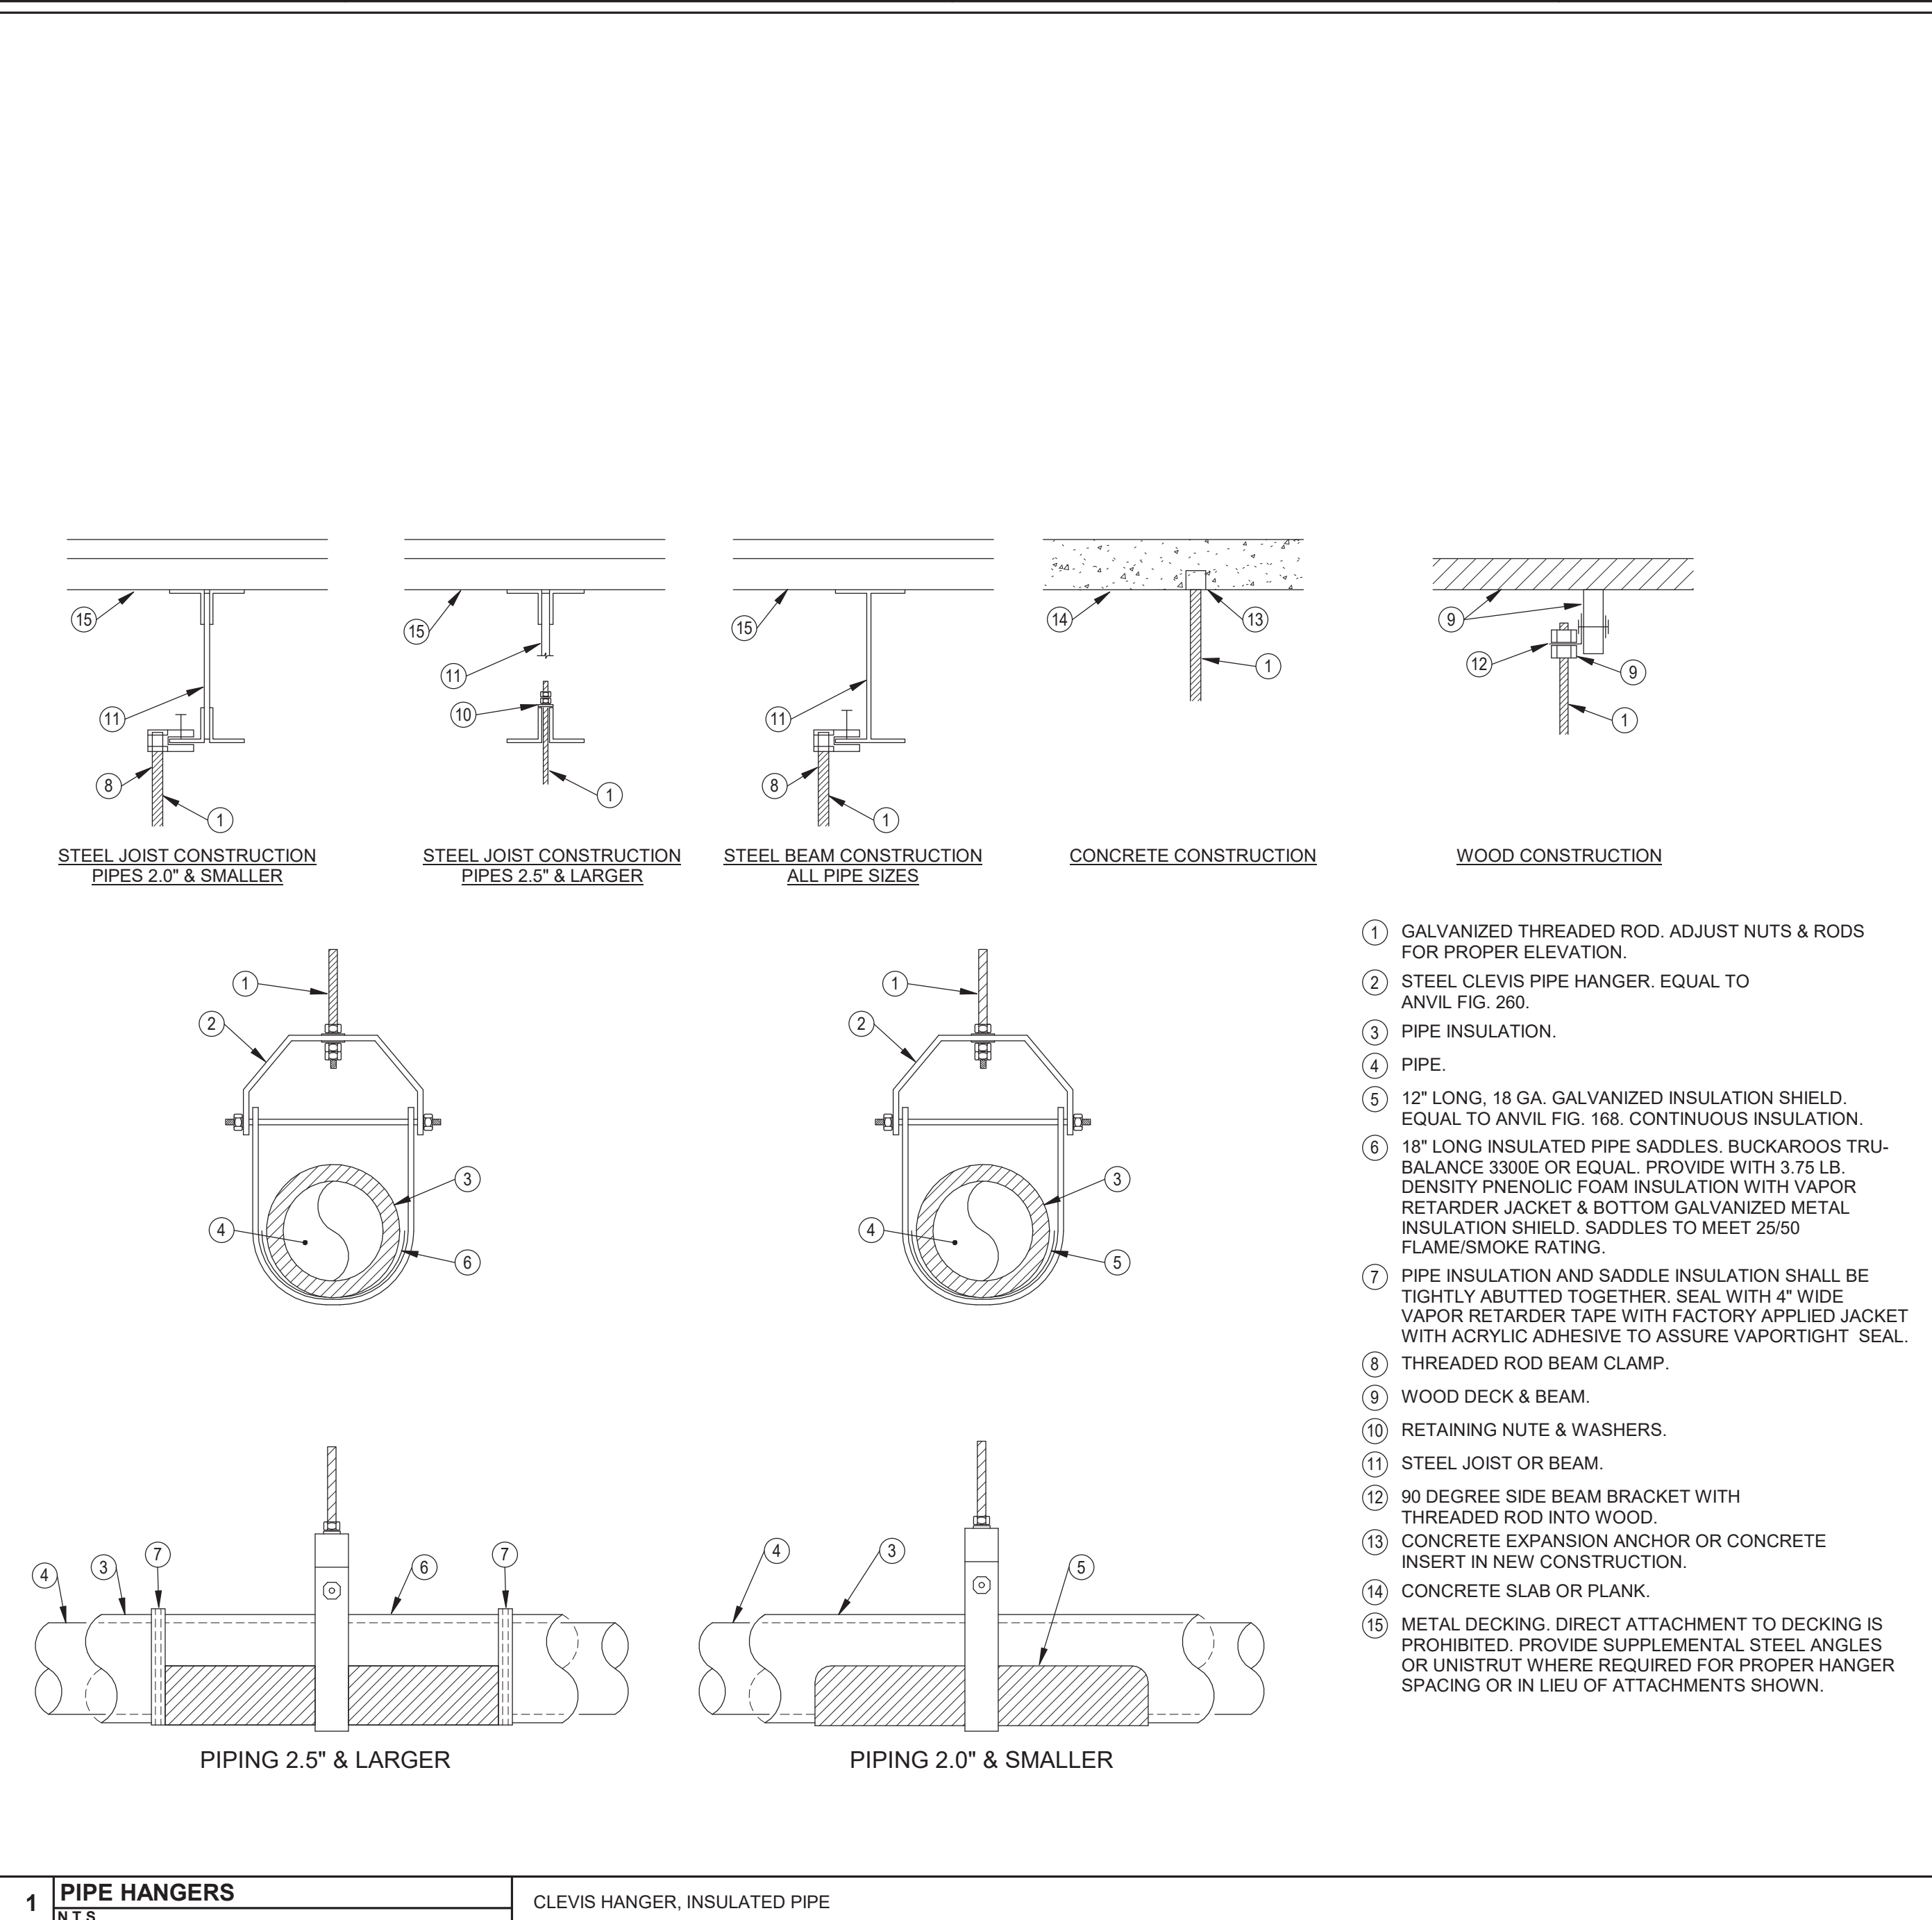 15
11
8
1
STEEL JOIST CONSTRUCTION
PIPES 2.0" & SMALLER
15
11
10
1
STEEL JOIST CONSTRUCTION
PIPES 2.5" & LARGER
15
11
8
1
STEEL BEAM CONSTRUCTION
ALL PIPE SIZES
14
13
1
CONCRETE CONSTRUCTION
9
12
9
1
WOOD CONSTRUCTION
1
2
3
4
6
1
2
3
4
5
4
3
7
6
7
PIPING 2.5" & LARGER
4
3
5
PIPING 2.0" & SMALLER
1 GALVANIZED THREADED ROD. ADJUST NUTS & RODS
FOR PROPER ELEVATION.
2 STEEL CLEVIS PIPE HANGER. EQUAL TO
ANVIL FIG. 260.
3 PIPE INSULATION.
4 PIPE.
5 12" LONG, 18 GA. GALVANIZED INSULATION SHIELD.
EQUAL TO ANVIL FIG. 168. CONTINUOUS INSULATION.
6 18" LONG INSULATED PIPE SADDLES. BUCKAROOS TRU-
BALANCE 3300E OR EQUAL. PROVIDE WITH 3.75 LB.
DENSITY PNENOLIC FOAM INSULATION WITH VAPOR
RETARDER JACKET & BOTTOM GALVANIZED METAL
INSULATION SHIELD. SADDLES TO MEET 25/50
FLAME/SMOKE RATING.
7 PIPE INSULATION AND SADDLE INSULATION SHALL BE
TIGHTLY ABUTTED TOGETHER. SEAL WITH 4" WIDE
VAPOR RETARDER TAPE WITH FACTORY APPLIED JACKET
WITH ACRYLIC ADHESIVE TO ASSURE VAPORTIGHT SEAL.
8 THREADED ROD BEAM CLAMP.
9 WOOD DECK & BEAM.
10 RETAINING NUTE & WASHERS.
11 STEEL JOIST OR BEAM.
12 90 DEGREE SIDE BEAM BRACKET WITH
THREADED ROD INTO WOOD.
13 CONCRETE EXPANSION ANCHOR OR CONCRETE
INSERT IN NEW CONSTRUCTION.
14 CONCRETE SLAB OR PLANK.
15 METAL DECKING. DIRECT ATTACHMENT TO DECKING IS
PROHIBITED. PROVIDE SUPPLEMENTAL STEEL ANGLES
OR UNISTRUT WHERE REQUIRED FOR PROPER HANGER
SPACING OR IN LIEU OF ATTACHMENTS SHOWN.
1 PIPE HANGERS
N.T.S.
CLEVIS HANGER, INSULATED PIPE